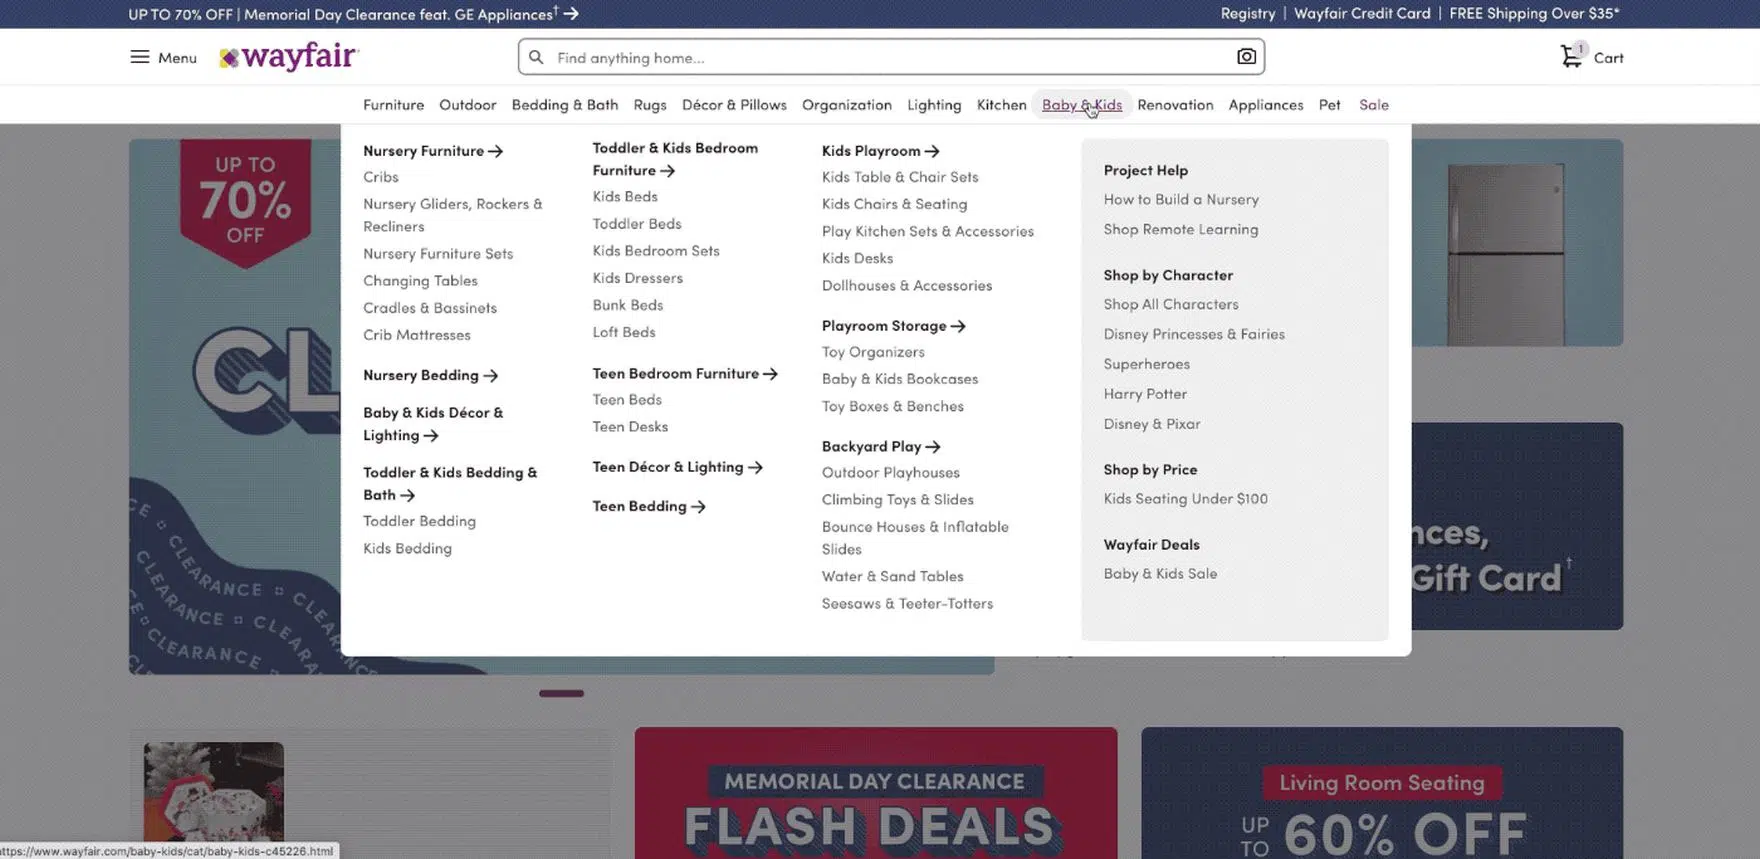 UP TO 70% OFF | Memorial Day Clearance feat. GE Appliances† →
Registry | Wayfair Credit Card | FREE Shipping Over $35*
Menu
wayfair
Find anything home...
1
Cart
Furniture Outdoor Bedding & Bath Rugs Décor & Pillows Organization Lighting Kitchen Baby & Kids Renovation Appliances Pet Sale
UP TO
70%
OFF
CL
Nursery Furniture →
Cribs
Nursery Gliders, Rockers &
Recliners
Nursery Furniture Sets
Changing Tables
Cradles & Bassinets
Crib Mattresses
Nursery Bedding →
Baby & Kids Décor &
Lighting →
Toddler & Kids Bedding &
Bath →
Toddler Bedding
Kids Bedding
Toddler & Kids Bedroom
Furniture →
Kids Beds
Toddler Beds
Kids Bedroom Sets
Kids Dressers
Bunk Beds
Loft Beds
Teen Bedroom Furniture →
Teen Beds
Teen Desks
Teen Décor & Lighting →
Teen Bedding →
Kids Playroom →
Kids Table & Chair Sets
Kids Chairs & Seating
Play Kitchen Sets & Accessories
Kids Desks
Dollhouses & Accessories
Playroom Storage →
Toy Organizers
Baby & Kids Bookcases
Toy Boxes & Benches
Backyard Play →
Outdoor Playhouses
Climbing Toys & Slides
Bounce Houses & Inflatable
Slides
Water & Sand Tables
Seesaws & Teeter-Totters
Project Help
How to Build a Nursery
Shop Remote Learning
Shop by Character
Shop All Characters
Disney Princesses & Fairies
Superheroes
Harry Potter
Disney & Pixar
Shop by Price
Kids Seating Under $100
Wayfair Deals
Baby & Kids Sale
nces,
Gift Card†
CE CLEARANCE CLEARA
CE CLEARANCE CLEARA
CLEARANCE
MEMORIAL DAY CLEARANCE
FLASH DEALS
Living Room Seating
UP TO 60% OFF
ttps://www.wayfair.com/baby-kids/cat/baby-kids-c45226.html